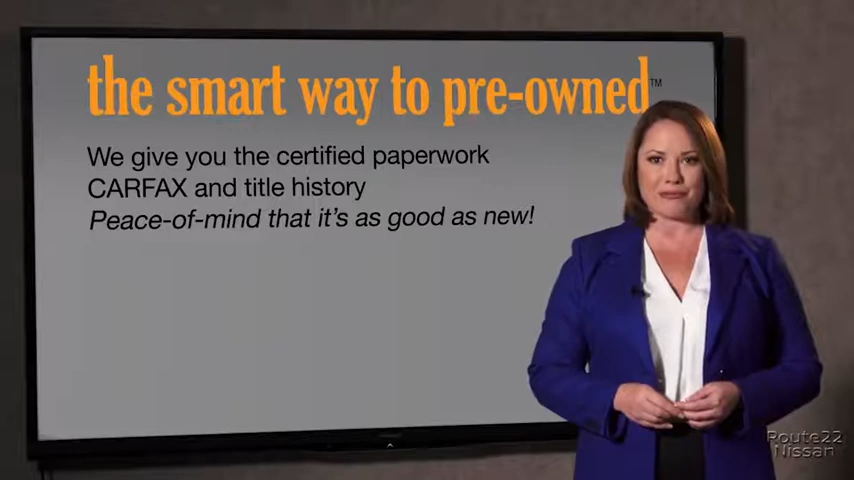 the smart way to pre-owned™
We give you the certified paperwork
CARFAX and title history
Peace-of-mind that it's as good as new!
Route22
Nissan